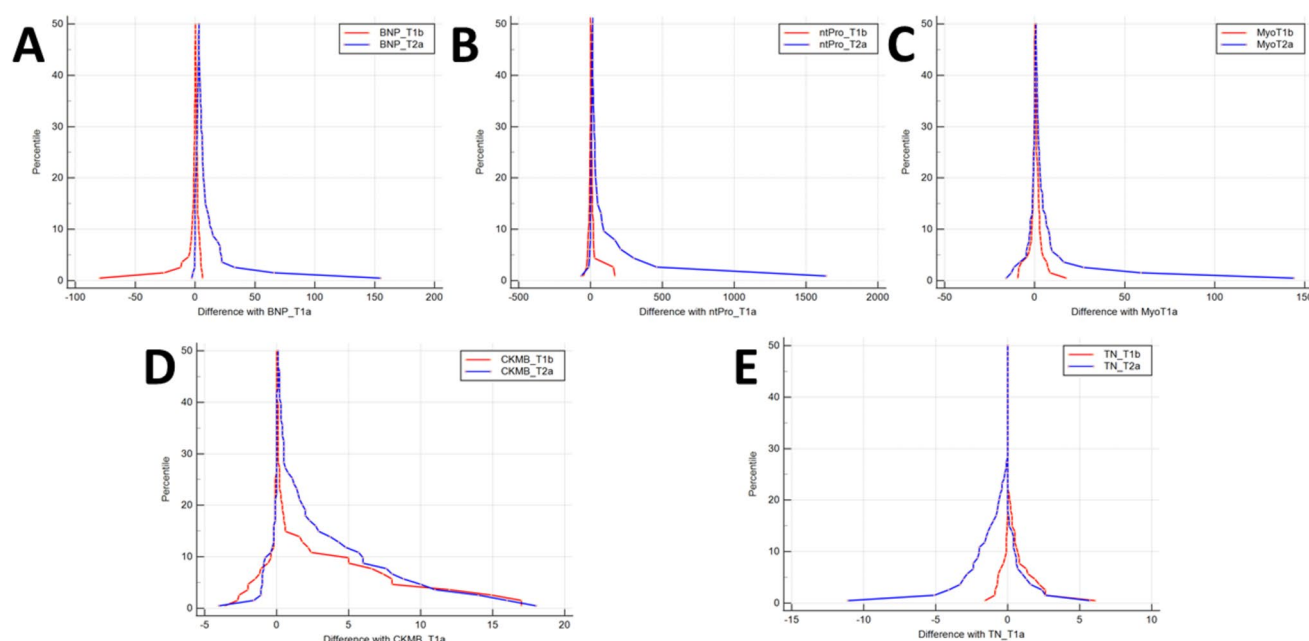 A
50
40
30
20
10
0
Percentile
-100 -50 0 50 100 150 200
Difference with BNP_T1a
BNP_T1b
BNP_T2a
B
50
40
30
20
10
0
Percentile
-500 0 500 1000 1500 2000
Difference with ntPro_T1a
ntPro_T1b
ntPro_T2a
C
50
40
30
20
10
0
Percentile
-50 0 50 100 150
Difference with MyoT1a
MyoT1b
MyoT2a
D
50
40
30
20
10
0
Percentile
-5 0 5 10 15 20
Difference with CKMB_T1a
CKMB_T1b
CKMB_T2a
E
50
40
30
20
10
0
Percentile
-15 -10 -5 0 5 10
Difference with TN_T1a
TN_T1b
TN_T2a